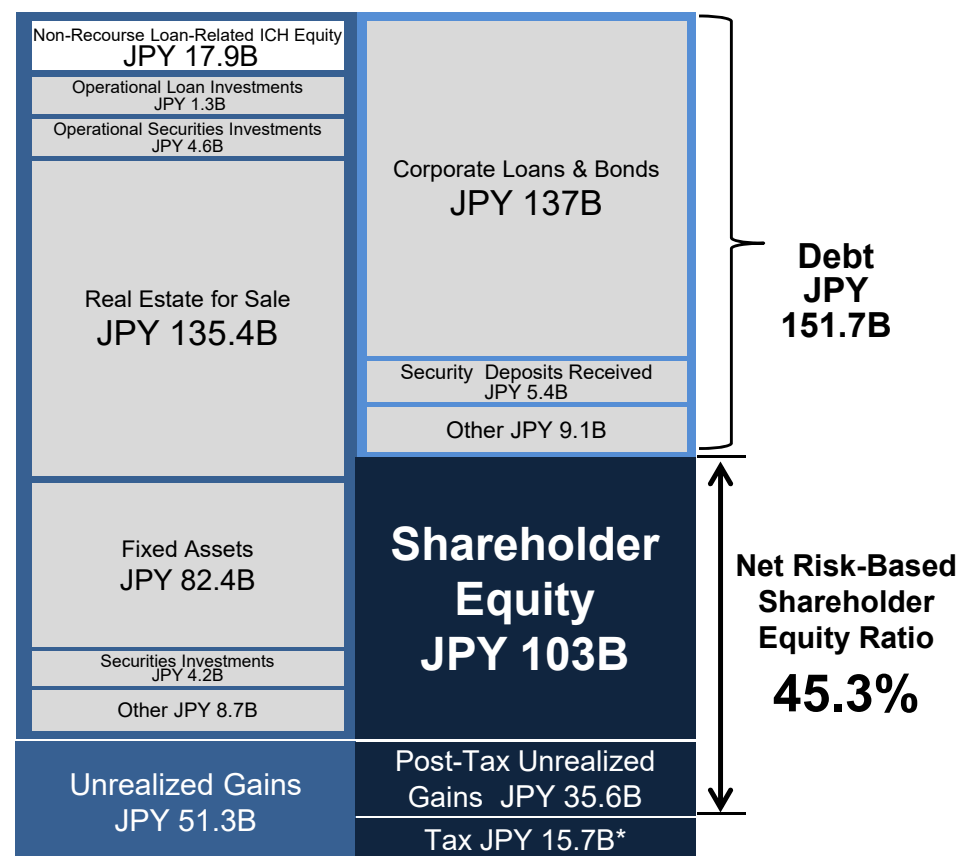 Non-Recourse Loan-Related ICH Equity
JPY 17.9B
Operational Loan Investments
JPY 1.3B
Operational Securities Investments
JPY 4.6B
Real Estate for Sale
JPY 135.4B
Fixed Assets
JPY 82.4B
Securities Investments
JPY 4.2B
Other JPY 8.7B
Unrealized Gains
JPY 51.3B
Corporate Loans & Bonds
JPY 137B
Security Deposits Received
JPY 5.4B
Other JPY 9.1B
Shareholder
Equity
JPY 103B
Post-Tax Unrealized
Gains JPY 35.6B
Tax JPY 15.7B*
Debt
JPY
151.7B
Net Risk-Based
Shareholder
Equity Ratio
45.3%